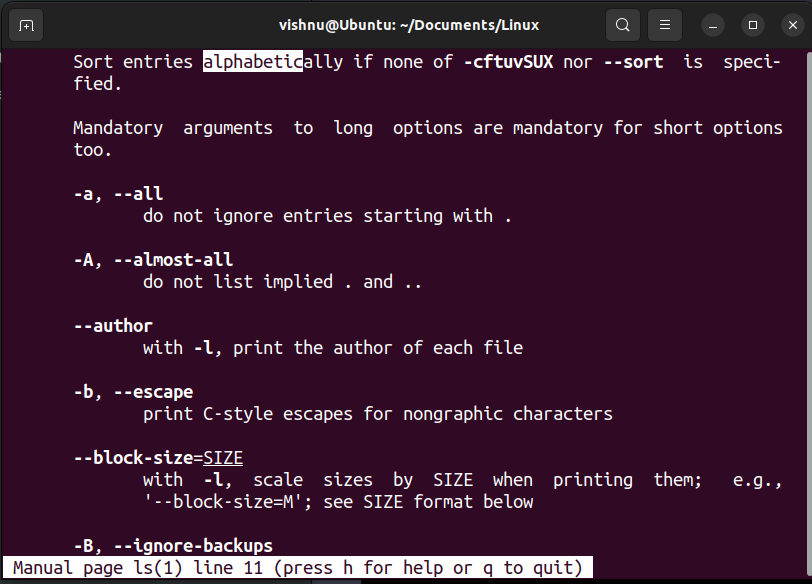 vishnu@Ubuntu: ~/Documents/Linux
Sort entries alphabetically if none of -cftuvSUX nor --sort is speci-
fied.
Mandatory arguments to long options are mandatory for short options
too.
-a, --all
do not ignore entries starting with .
-A, --almost-all
do not list implied . and ..
--author
with -l, print the author of each file
-b, --escape
print C-style escapes for nongraphic characters
--block-size=SIZE
with -l, scale sizes by SIZE when printing them; e.g.,
'--block-size=M'; see SIZE format below
-B, --ignore-backups
Manual page ls(1) line 11 (press h for help or q to quit)